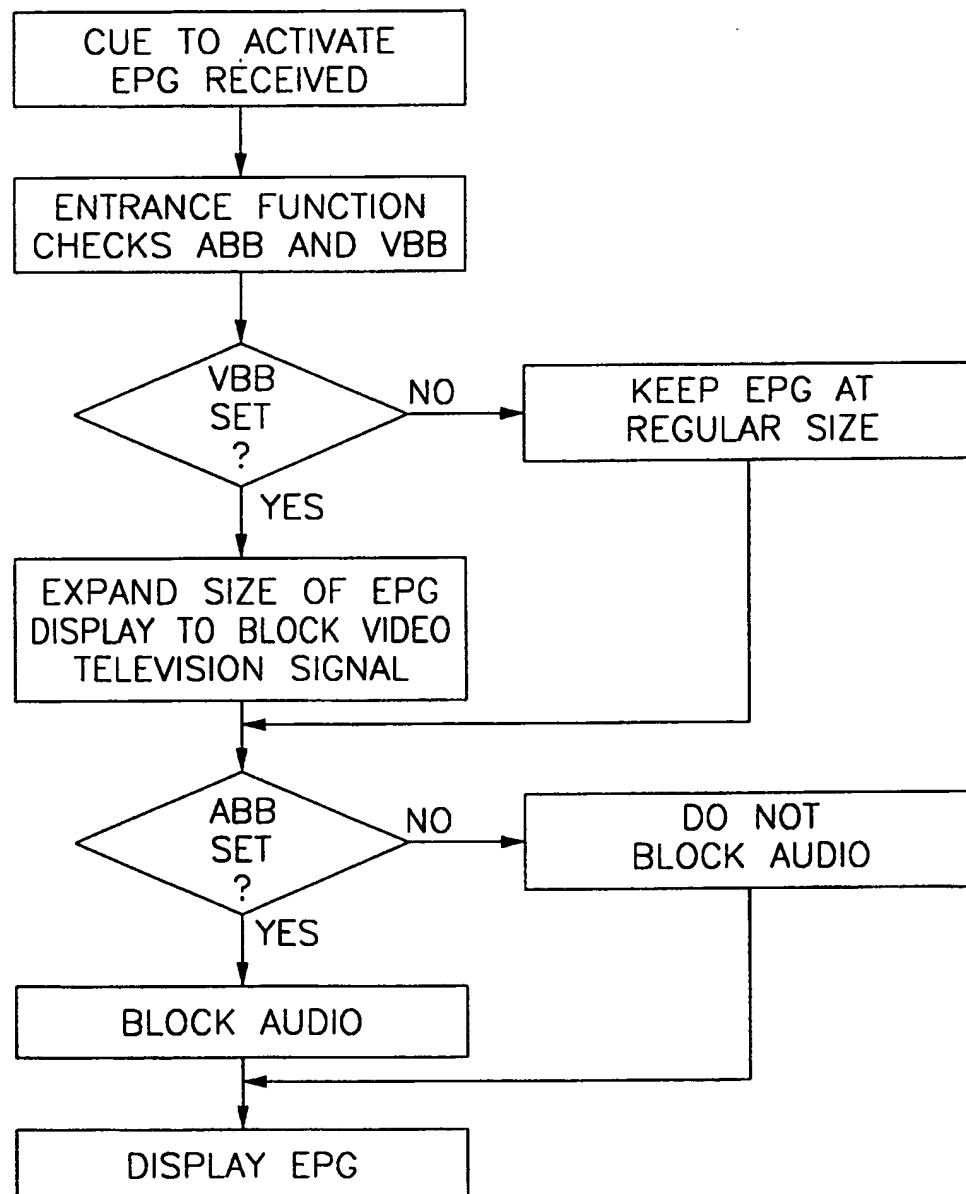 CUE TO ACTIVATE
EPG RECEIVED
ENTRANCE FUNCTION
CHECKS ABB AND VBB
VBB
SET
?
NO
KEEP EPG AT
REGULAR SIZE
YES
EXPAND SIZE OF EPG
DISPLAY TO BLOCK VIDEO
TELEVISION SIGNAL
ABB
SET
?
NO
DO NOT
BLOCK AUDIO
YES
BLOCK AUDIO
DISPLAY EPG